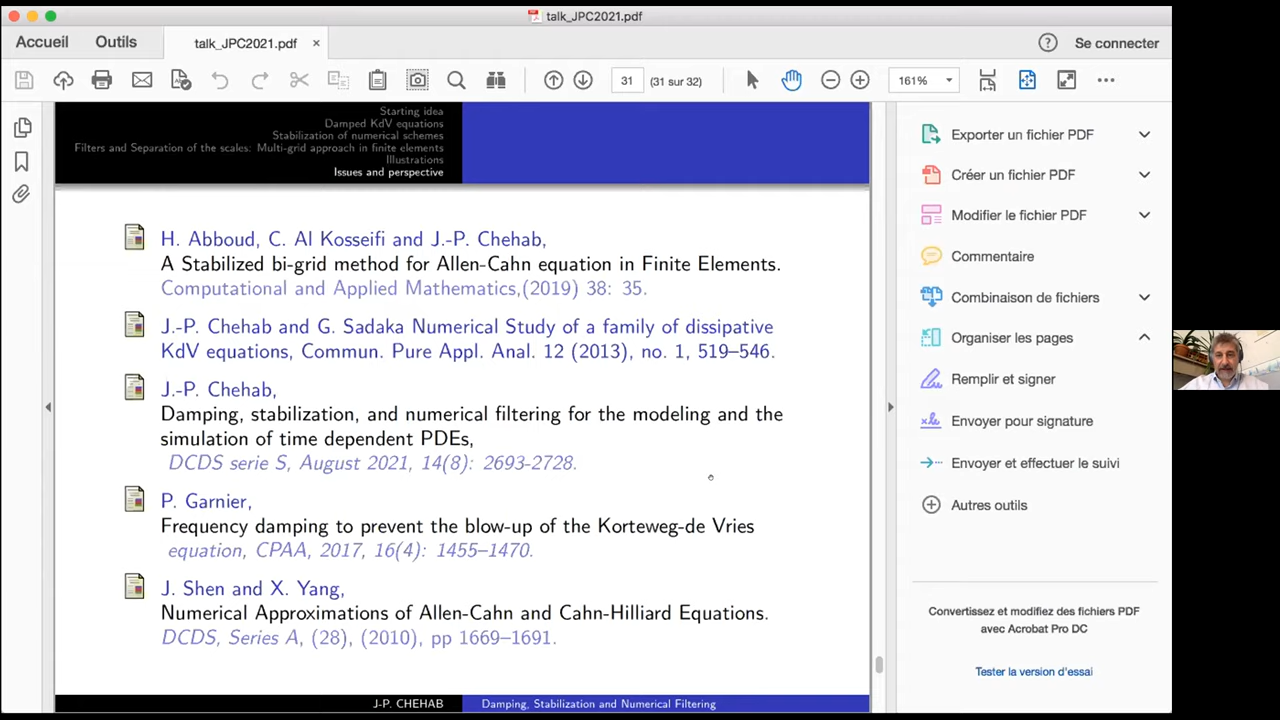 talk_JPC2021.pdf
Accueil
Outils
talk_JPC2021.pdf ×
? Se connecter
31 (31 sur 32)
161%
Starting idea
Damped KdV equations
Stabilization of numerical schemes
Filters and Separation of the scales: Multi-grid approach in finite elements
Illustrations
Issues and perspective
H. Abboud, C. Al Kosseifi and J.-P. Chehab,
A Stabilized bi-grid method for Allen-Cahn equation in Finite Elements.
Computational and Applied Mathematics,(2019) 38: 35.
J.-P. Chehab and G. Sadaka Numerical Study of a family of dissipative
KdV equations, Commun. Pure Appl. Anal. 12 (2013), no. 1, 519–546.
J.-P. Chehab,
Damping, stabilization, and numerical filtering for the modeling and the
simulation of time dependent PDEs,
DCDS serie S, August 2021, 14(8): 2693-2728.
P. Garnier,
Frequency damping to prevent the blow-up of the Korteweg-de Vries
equation, CPAA, 2017, 16(4): 1455–1470.
J. Shen and X. Yang,
Numerical Approximations of Allen-Cahn and Cahn-Hilliard Equations.
DCDS, Series A, (28), (2010), pp 1669–1691.
J-P. CHEHAB
Damping, Stabilization and Numerical Filtering
Exporter un fichier PDF
Créer un fichier PDF
Modifier le fichier PDF
Commentaire
Combinaison de fichiers
Organiser les pages
Remplir et signer
Envoyer pour signature
Envoyer et effectuer le suivi
Autres outils
Convertissez et modifiez des fichiers PDF
avec Acrobat Pro DC
Tester la version d'essai